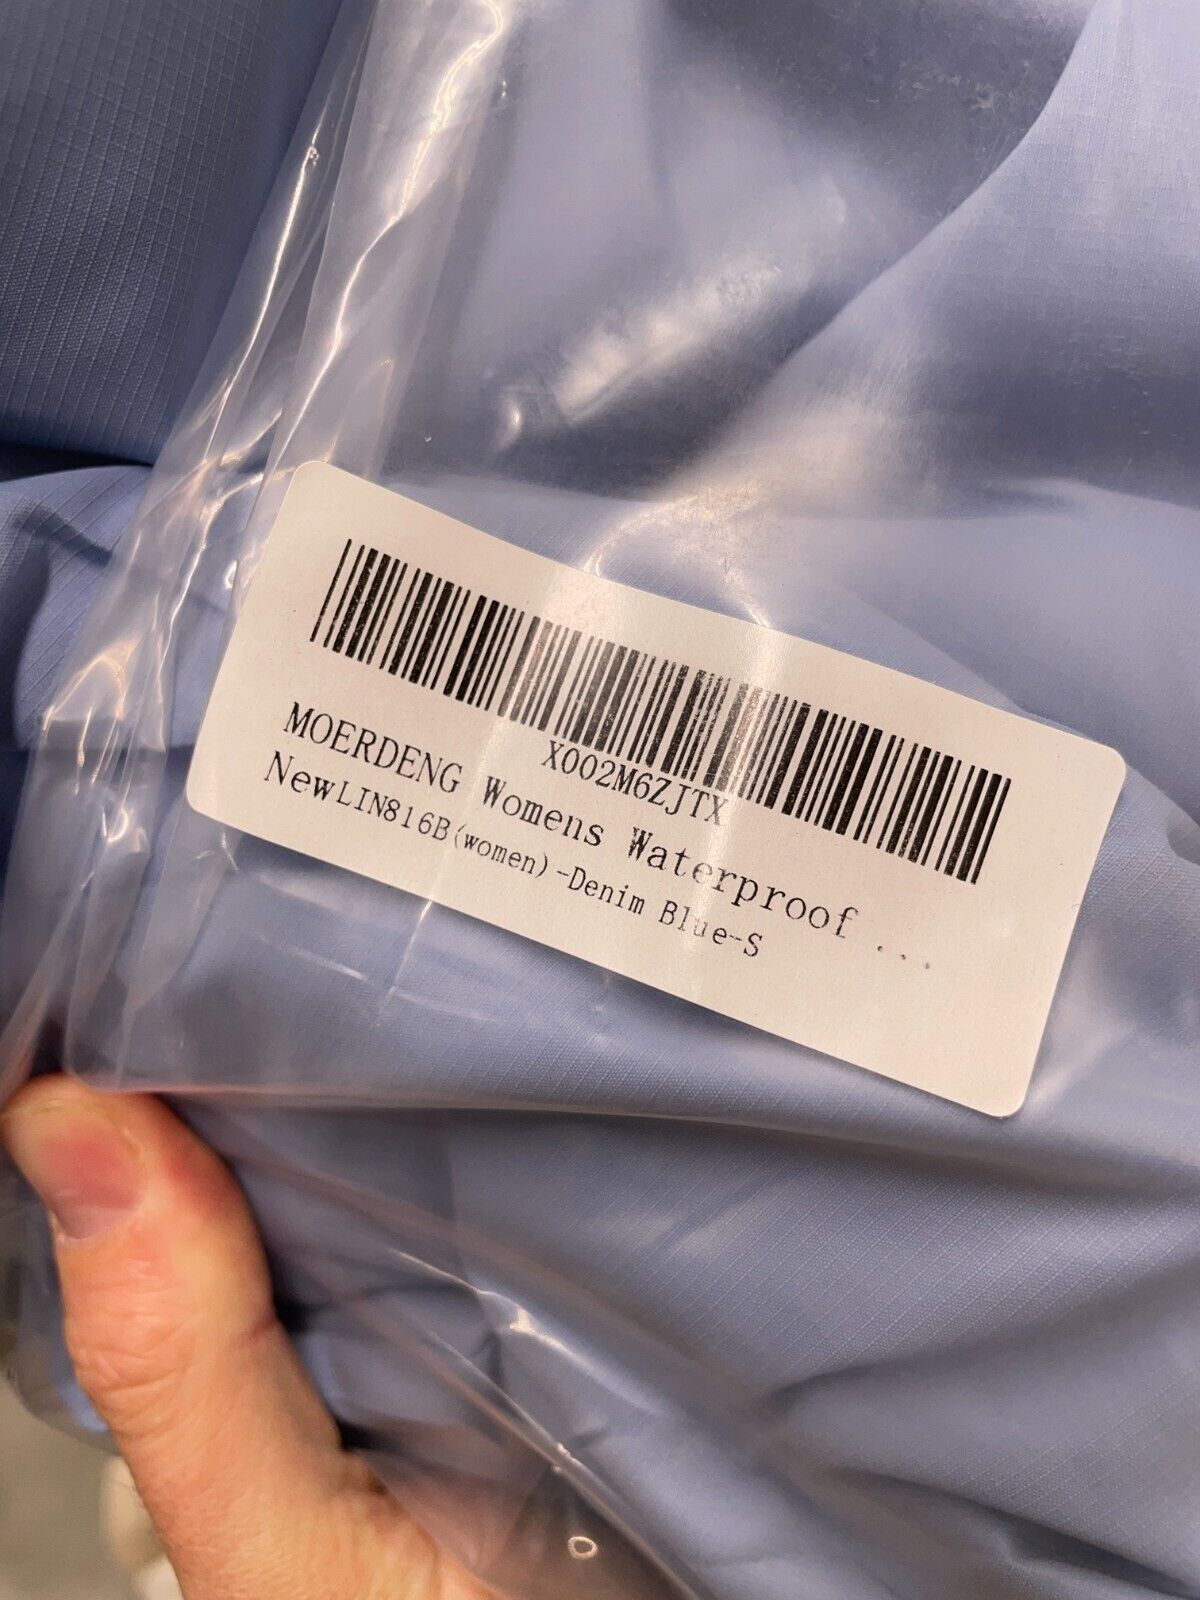 X002M6ZJTX
MOERDENG Womens Waterproof ...
NewLIN816B(women)-Denim Blue-S